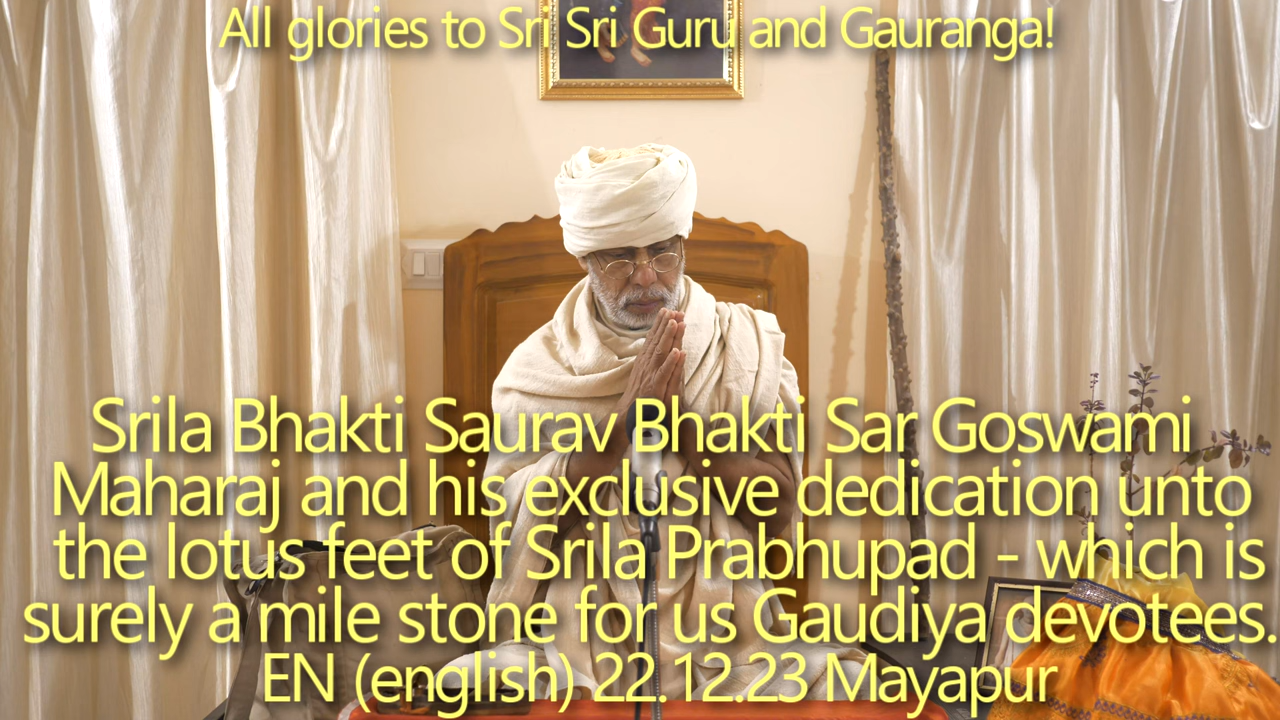 All glories to Sri Sri Guru and Gauranga!
Srila Bhakti Saurav Bhakti Sar Goswami
Maharaj and his exclusive dedication unto
the lotus feet of Srila Prabhupad - which is
surely a mile stone for us Gaudiya devotees.
EN (english) 22.12.23 Mayapur